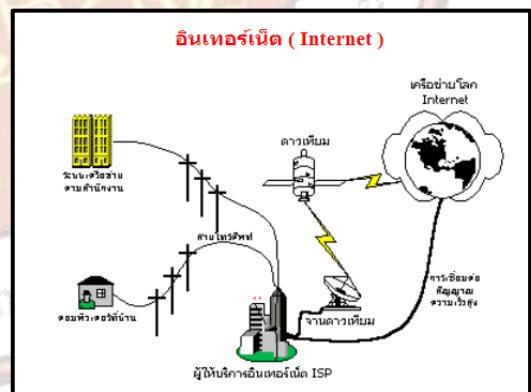 อินเทอร์เน็ต ( Internet )
เครือข่ายโลก
Internet
ดาวเทียม
ระบบเครือข่าย
ตามสำนักงาน
สายโทรศัพท์
การเชื่อมต่อ
สัญญาณ
ความเร็วสูง
คอมพิวเตอร์ที่บ้าน
จานดาวเทียม
ผู้ให้บริการอินเทอร์เน็ต ISP